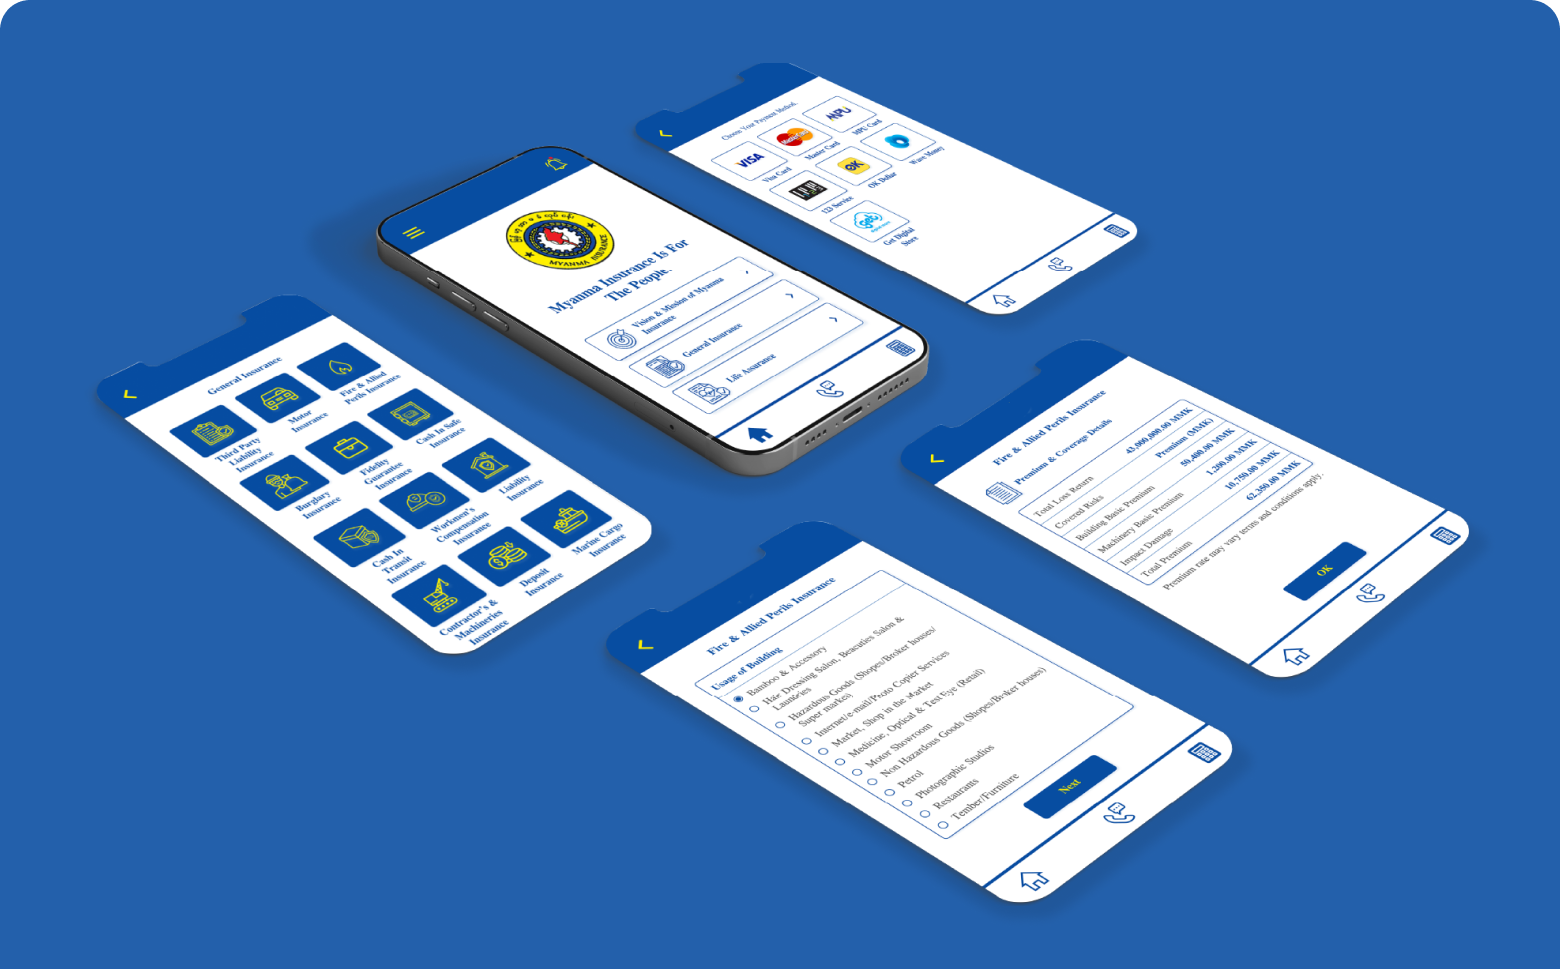 Choose Your Payment Method.
VISA
Visa Card
MasterCard
Master Card
MPU
MPU Card
123 Service
OK
OK Dollar
Wave Money
get
Get Digital
Store
MYANMA INSURANCE
Myanma Insurance Is For
The People.
Vision & Mission of Myanma
Insurance
General Insurance
Life Assurance
General Insurance
Third Party
Liability
Insurance
Motor
Insurance
Fire & Allied
Perils Insurance
Burglary
Insurance
Fidelity
Guarantee
Insurance
Cash In Safe
Insurance
Cash In
Transit
Insurance
Workmen's
Compensation
Insurance
Liability
Insurance
Contractor's &
Machineries
Insurance
Deposit
Insurance
Marine Cargo
Insurance
Fire & Allied Perils Insurance
Premium & Coverage Details
Total Loss Return 43,000,000.00 MMK
Covered Risks Premium (MMK)
Building Basic Premium 50,400.00 MMK
Machinery Basic Premium 1,200.00 MMK
Impact Damage 10,750.00 MMK
Total Premium 62,350.00 MMK
Premium rate may vary terms and conditions apply.
OK
Fire & Allied Perils Insurance
Usage of Building
Bamboo & Accessory
Hair Dressing Salon, Beacuties Salon &
Laundries
Hazardous Goods (Shopes/Broker houses/
Super market)
Internet/e-mail/Photo Copier Services
Market, Shop in the Market
Medicine, Optical & Test Eye (Retail)
Motor Showroom
Non Hazardous Goods (Shopes/Broker houses)
Petrol
Photographic Studios
Restaurants
Tember/Furniture
Next